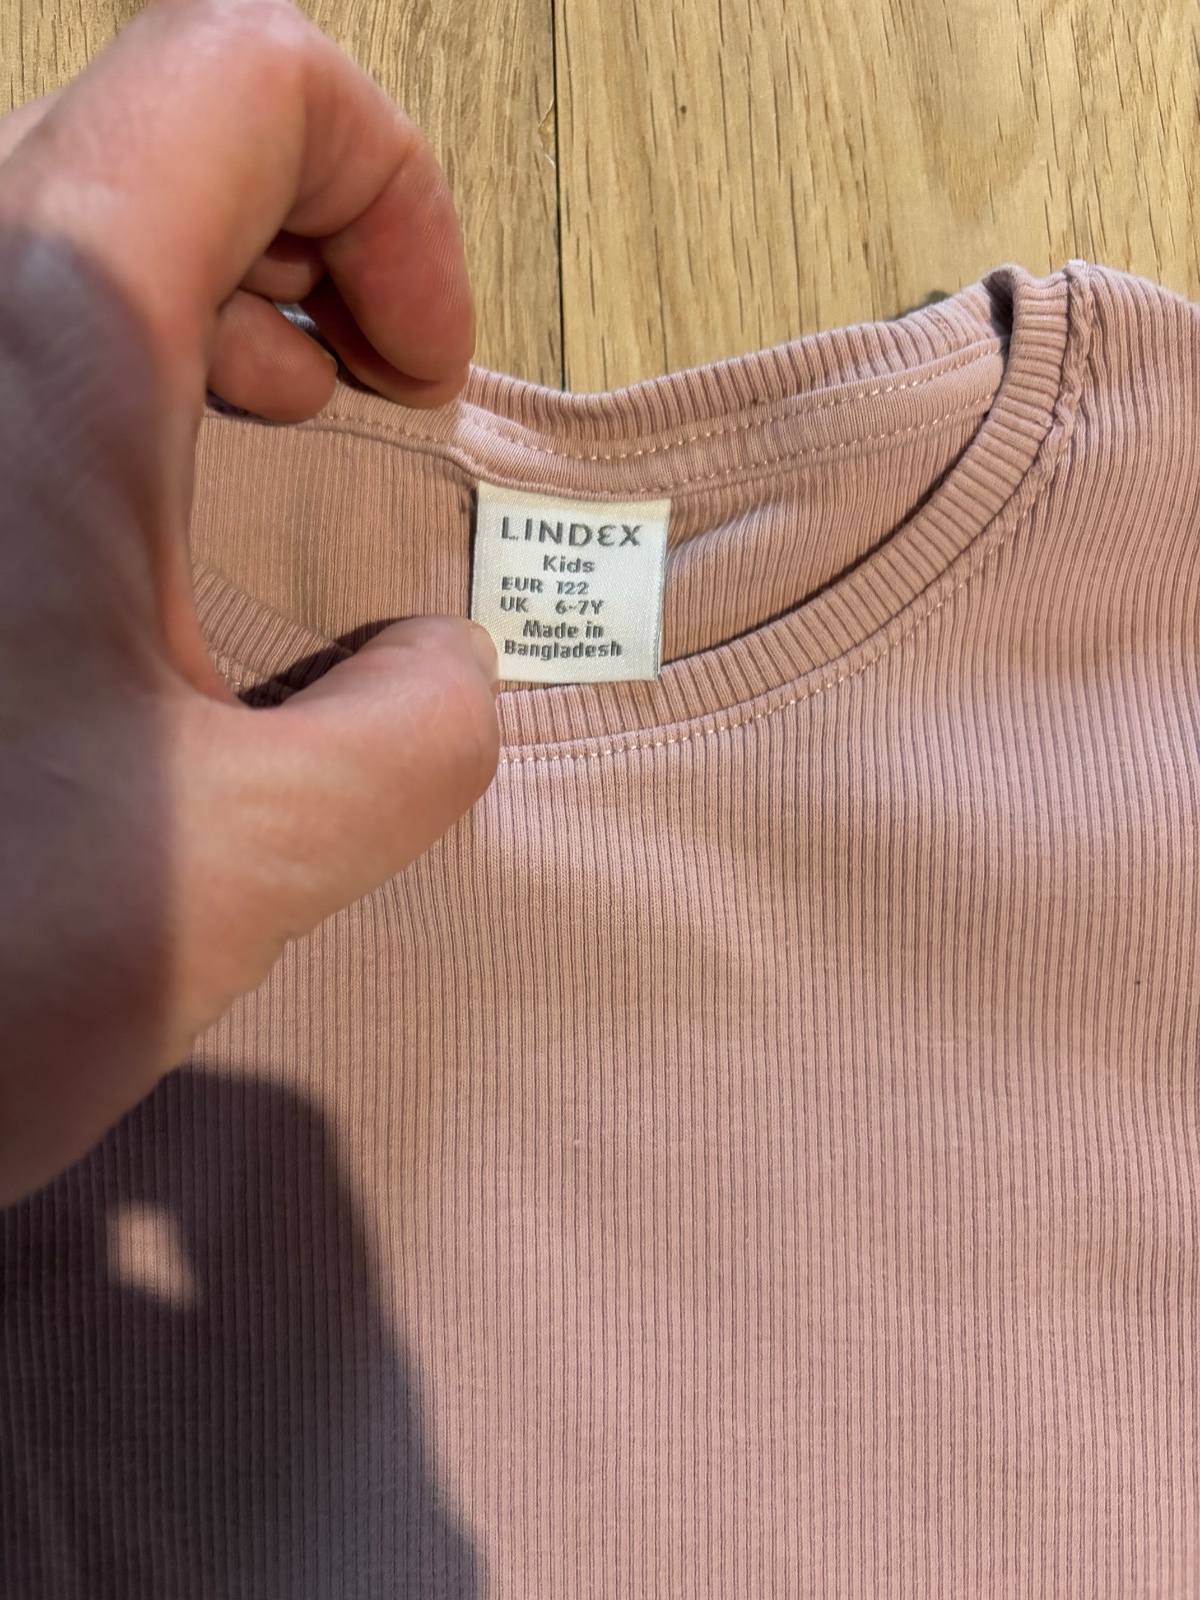 LINDEX
Kids
EUR 122
UK 6-7Y
Made in
Bangladesh